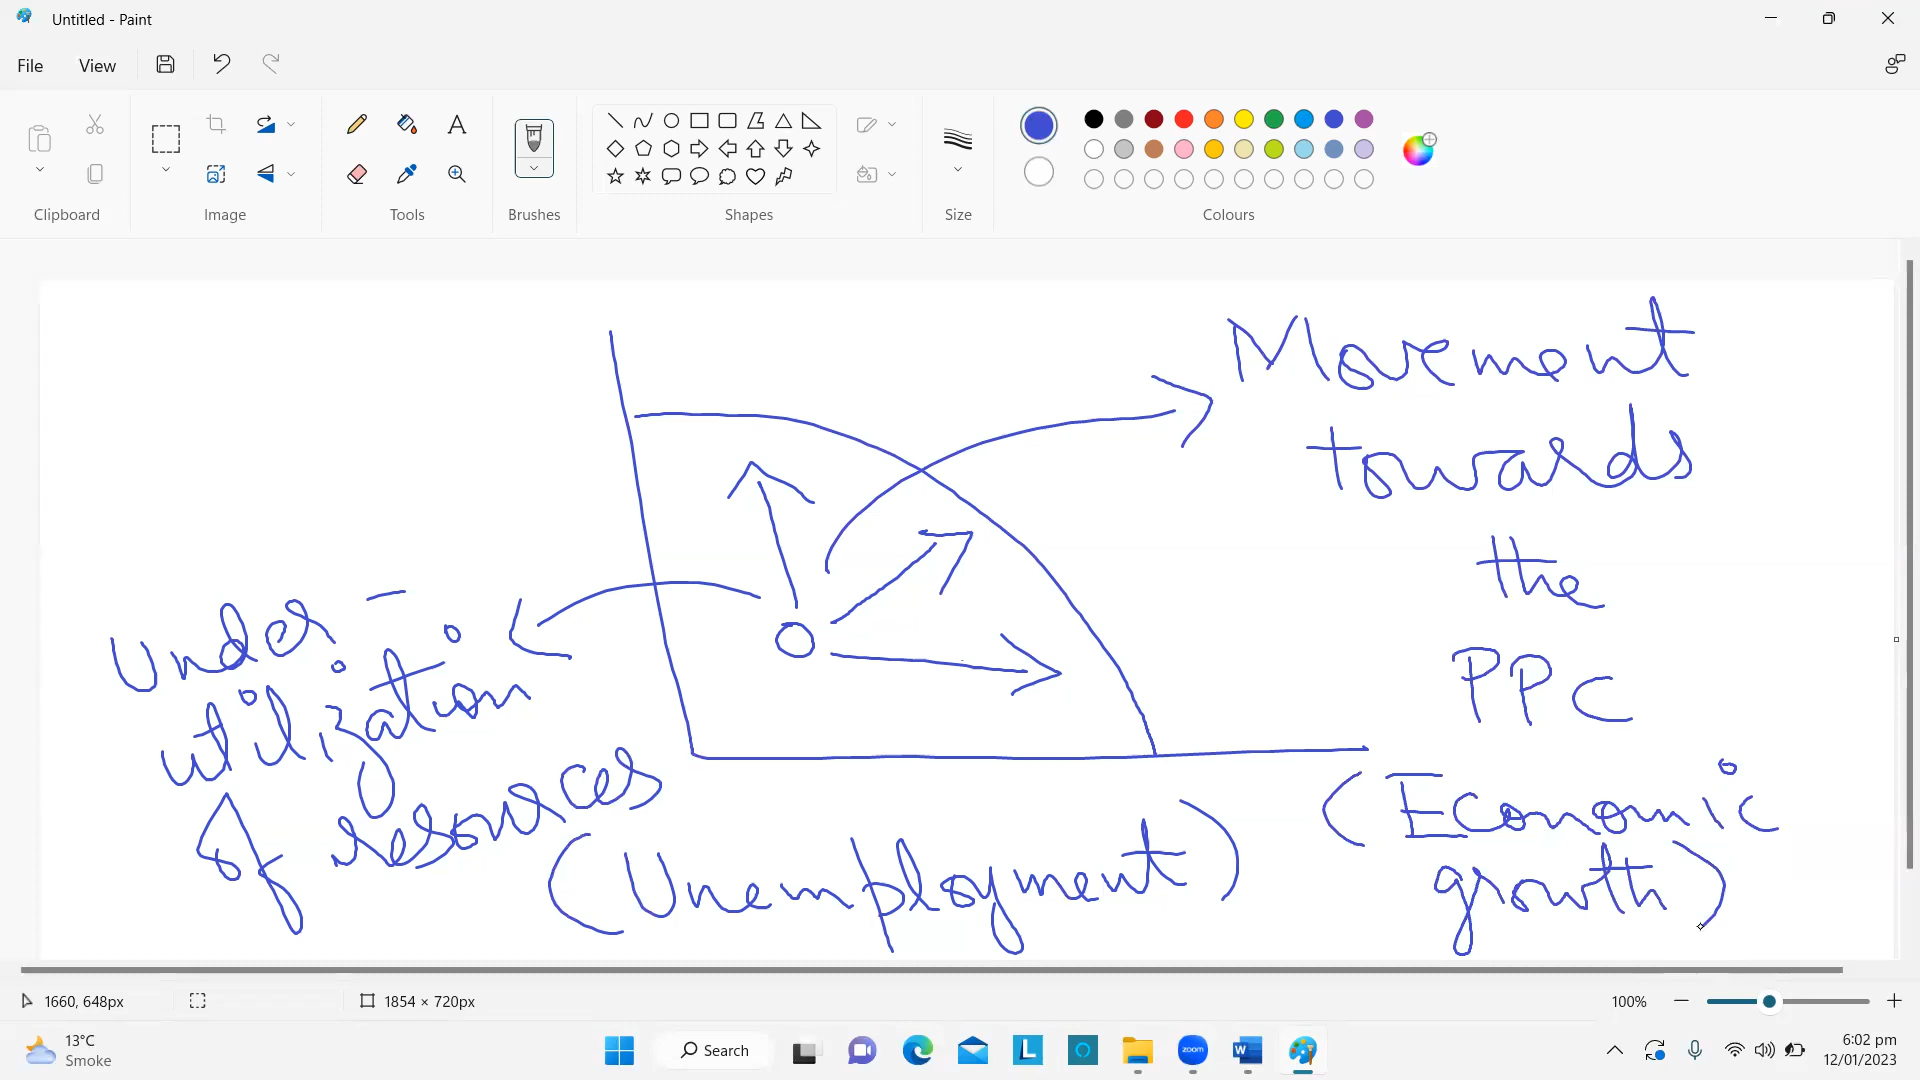 Untitled - Paint
File View
Clipboard Image Tools Brushes Shapes Size Colours
Movement
towards
the
PPC
(Economic
growth)
Under-
utilization
of resources
(Unemployment)
1660, 648px 1854 × 720px 100%
13°C
Smoke
Search
zoom
6:02 pm
12/01/2023